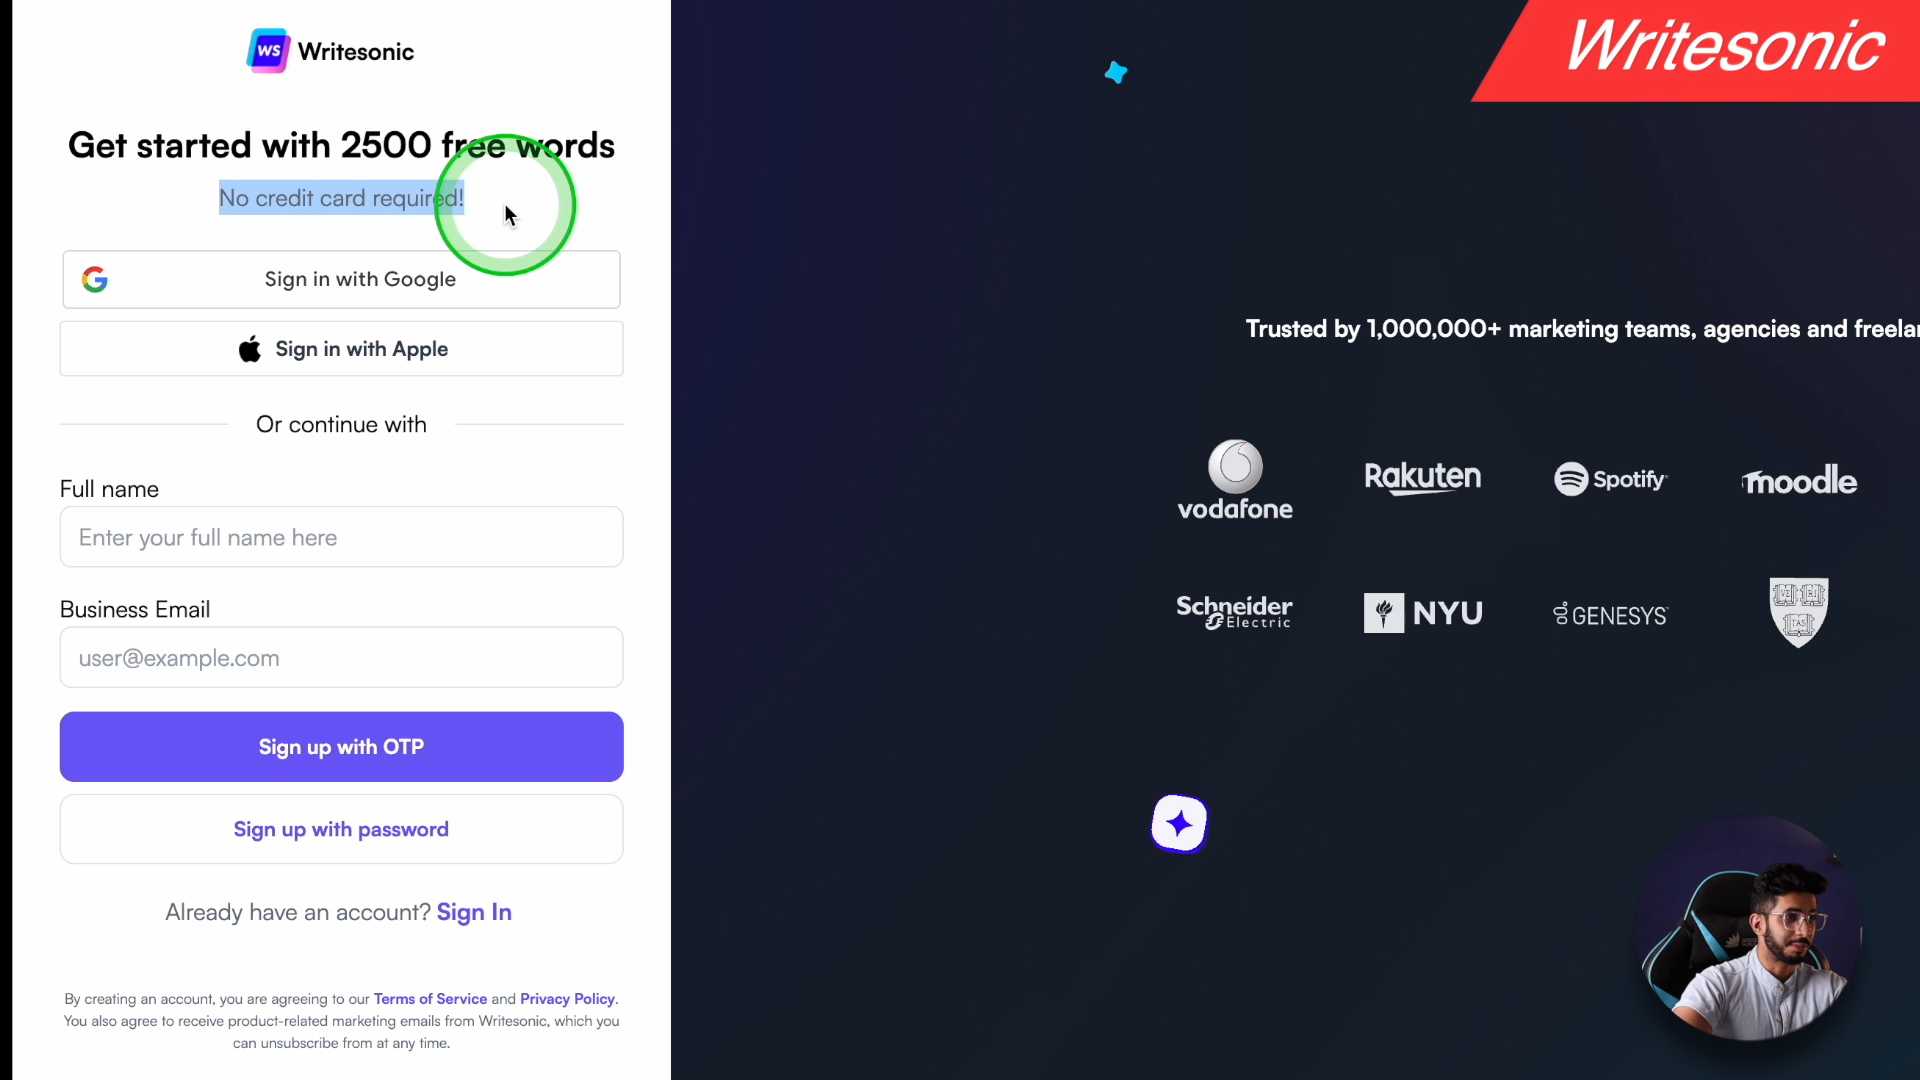 WS Writesonic
Writesonic
Get started with 2500 free words
No credit card required!
Sign in with Google
Sign in with Apple
Or continue with
Full name
Enter your full name here
Business Email
user@example.com
Sign up with OTP
Sign up with password
Already have an account? Sign In
By creating an account, you are agreeing to our Terms of Service and Privacy Policy.
You also agree to receive product-related marketing emails from Writesonic, which you
can unsubscribe from at any time.
Trusted by 1,000,000+ marketing teams, agencies and freelan
vodafone
Rakuten
Spotify
moodle
Schneider
Electric
NYU
GENESYS
VE RI
TAS